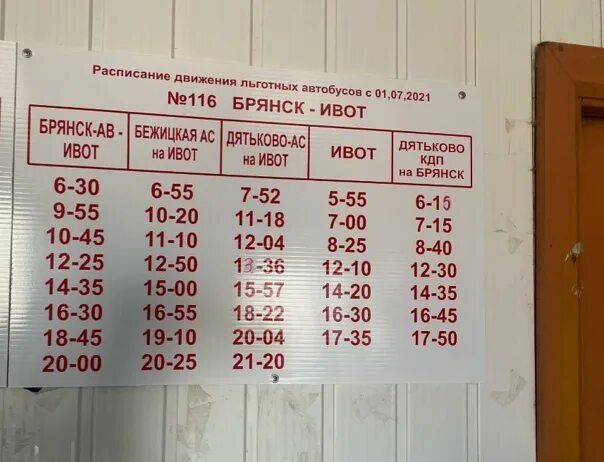 Расписание движения льготных автобусов с 01,07,2021
№116 БРЯНСК - ИВОТ
БРЯНСК-АВ - ИВОТ
БЕЖИЦКАЯ АС на ИВОТ
ДЯТЬКОВО-АС на ИВОТ
ИВОТ
ДЯТЬКОВО КДП на БРЯНСК
6-30 6-55 7-52 5-55 6-15
9-55 10-20 11-18 7-00 7-15
10-45 11-10 12-04 8-25 8-40
12-25 12-50 13-36 12-10 12-30
14-35 15-00 15-57 14-20 14-35
16-30 16-55 18-22 16-30 16-45
18-45 19-10 20-04 17-35 17-50
20-00 20-25 21-20